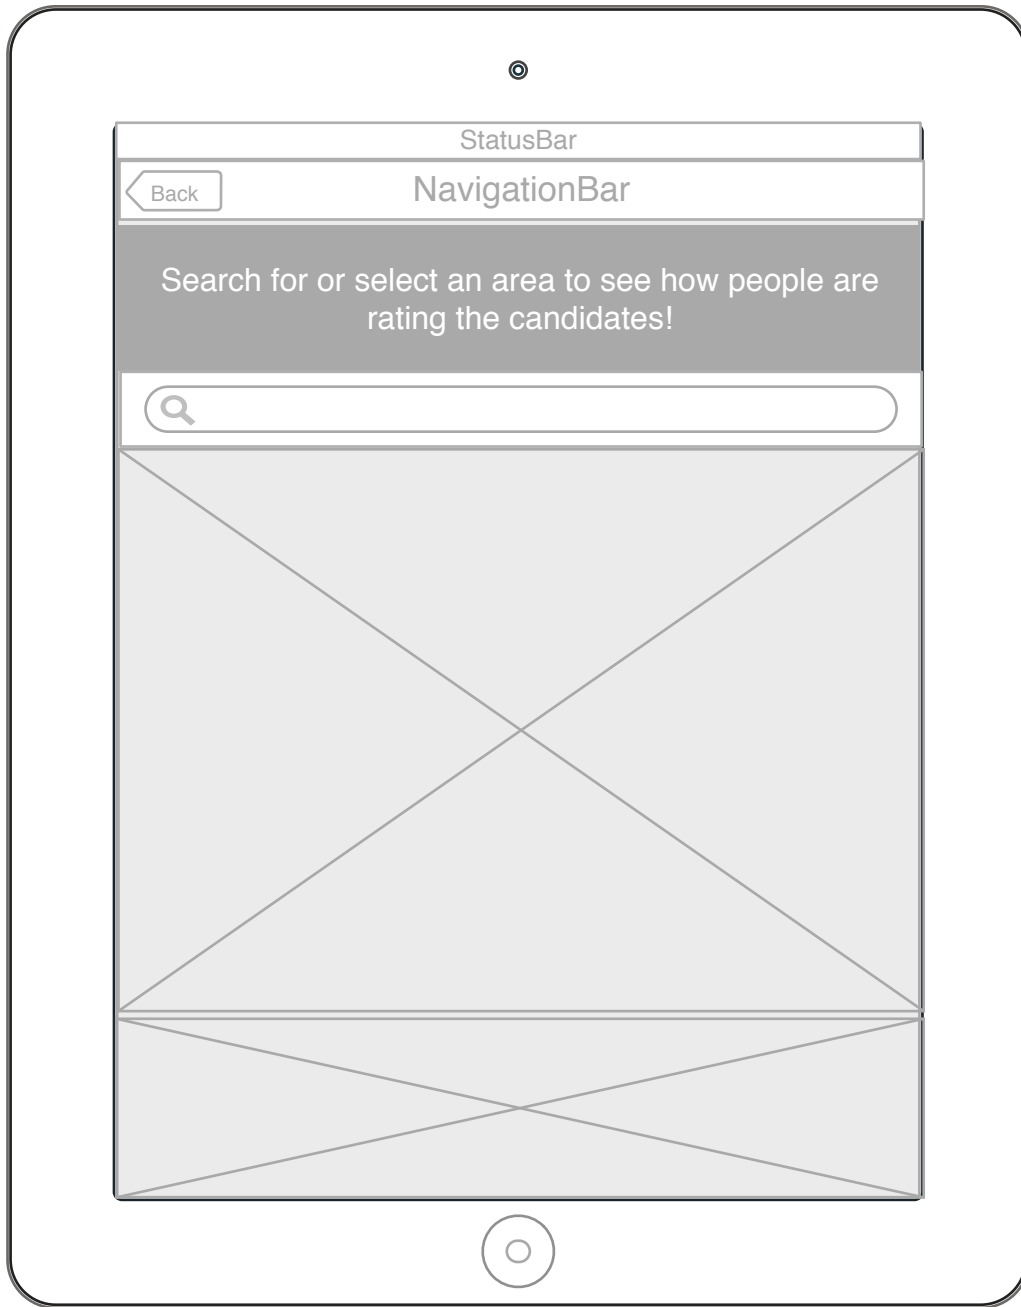 StatusBar
Back
NavigationBar
Search for or select an area to see how people are
rating the candidates!